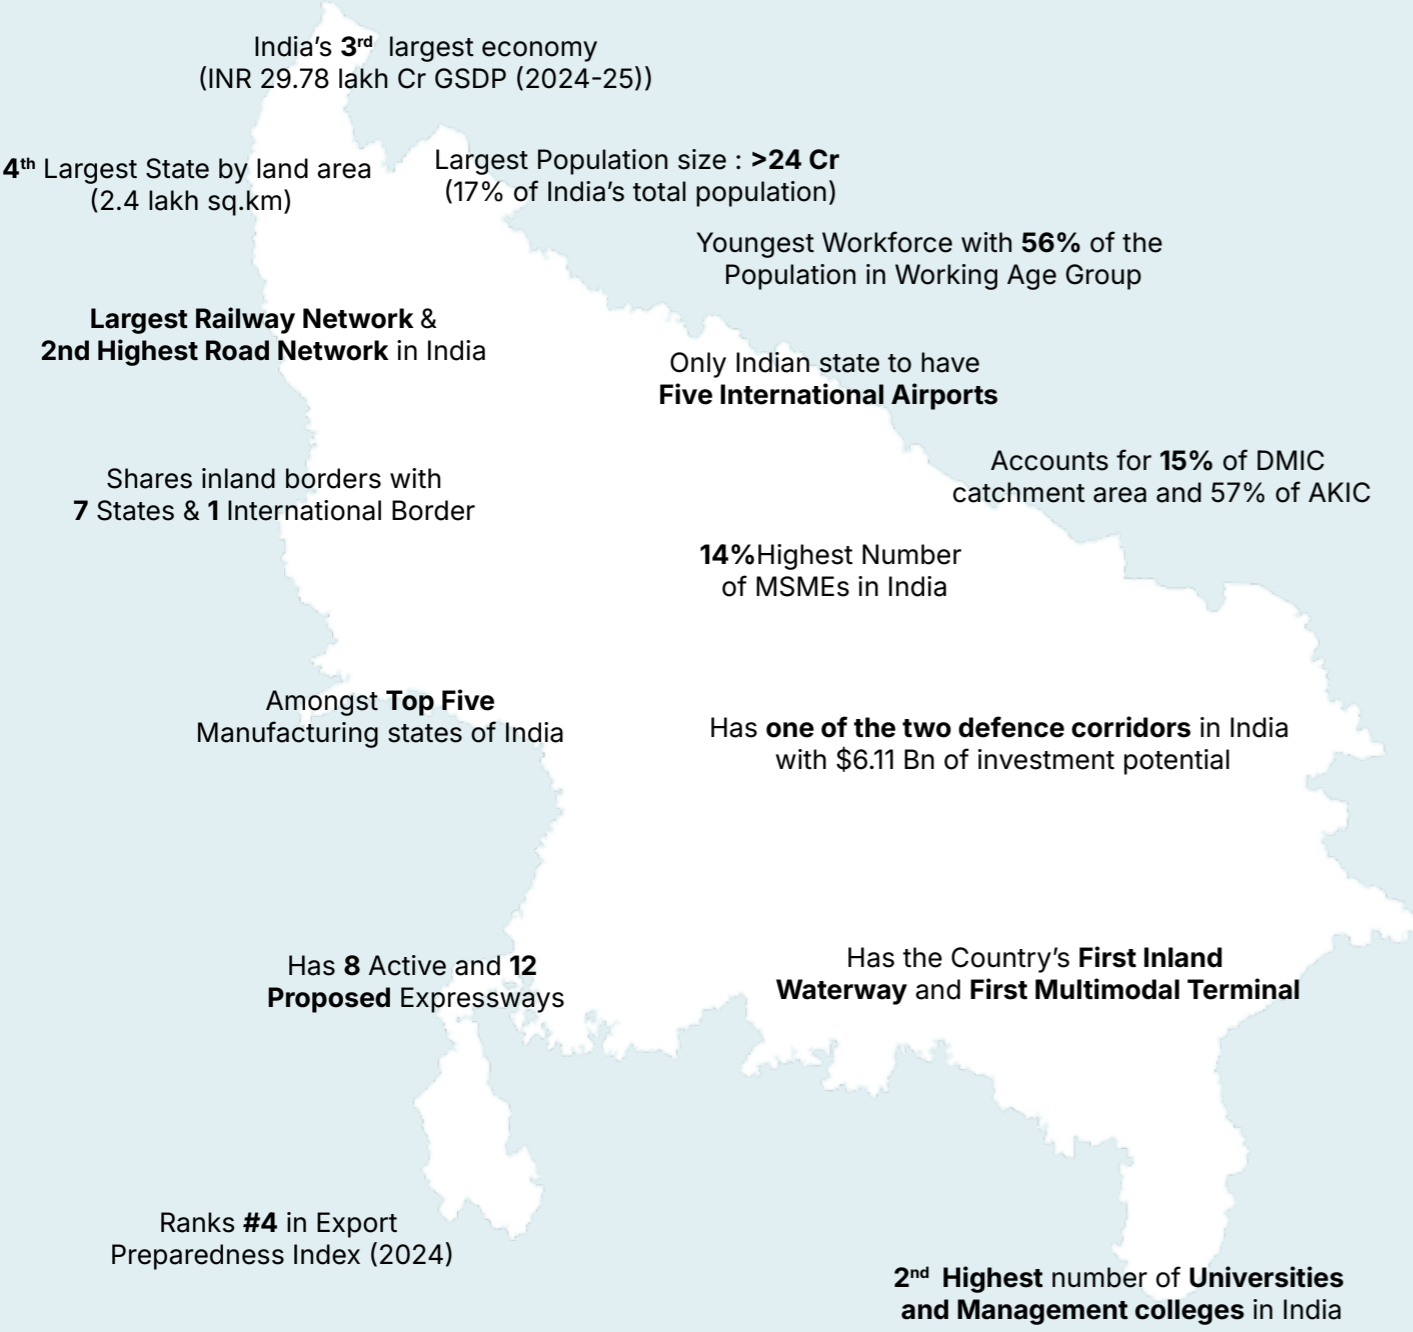 India's 3rd largest economy
(INR 29.78 lakh Cr GSDP (2024-25))
4th Largest State by land area
(2.4 lakh sq.km)
Largest Population size : >24 Cr
(17% of India's total population)
Youngest Workforce with 56% of the
Population in Working Age Group
Largest Railway Network &
2nd Highest Road Network in India
Only Indian state to have
Five International Airports
Shares inland borders with
7 States & 1 International Border
Accounts for 15% of DMIC
catchment area and 57% of AKIC
14%Highest Number
of MSMEs in India
Amongst Top Five
Manufacturing states of India
Has one of the two defence corridors in India
with $6.11 Bn of investment potential
Has 8 Active and 12
Proposed Expressways
Has the Country's First Inland
Waterway and First Multimodal Terminal
Ranks #4 in Export
Preparedness Index (2024)
2nd Highest number of Universities
and Management colleges in India